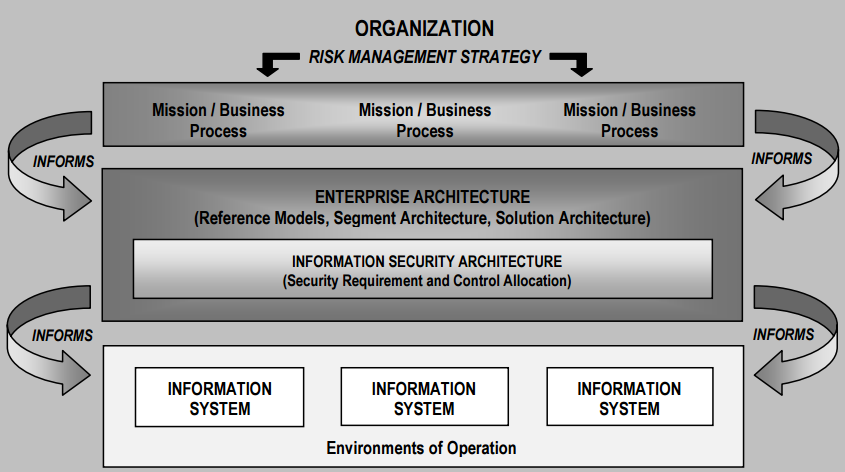 ORGANIZATION
RISK MANAGEMENT STRATEGY
Mission / Business
Process
Mission / Business
Process
Mission / Business
Process
INFORMS
INFORMS
ENTERPRISE ARCHITECTURE
(Reference Models, Segment Architecture, Solution Architecture)
INFORMATION SECURITY ARCHITECTURE
(Security Requirement and Control Allocation)
INFORMS
INFORMS
INFORMATION
SYSTEM
INFORMATION
SYSTEM
INFORMATION
SYSTEM
Environments of Operation